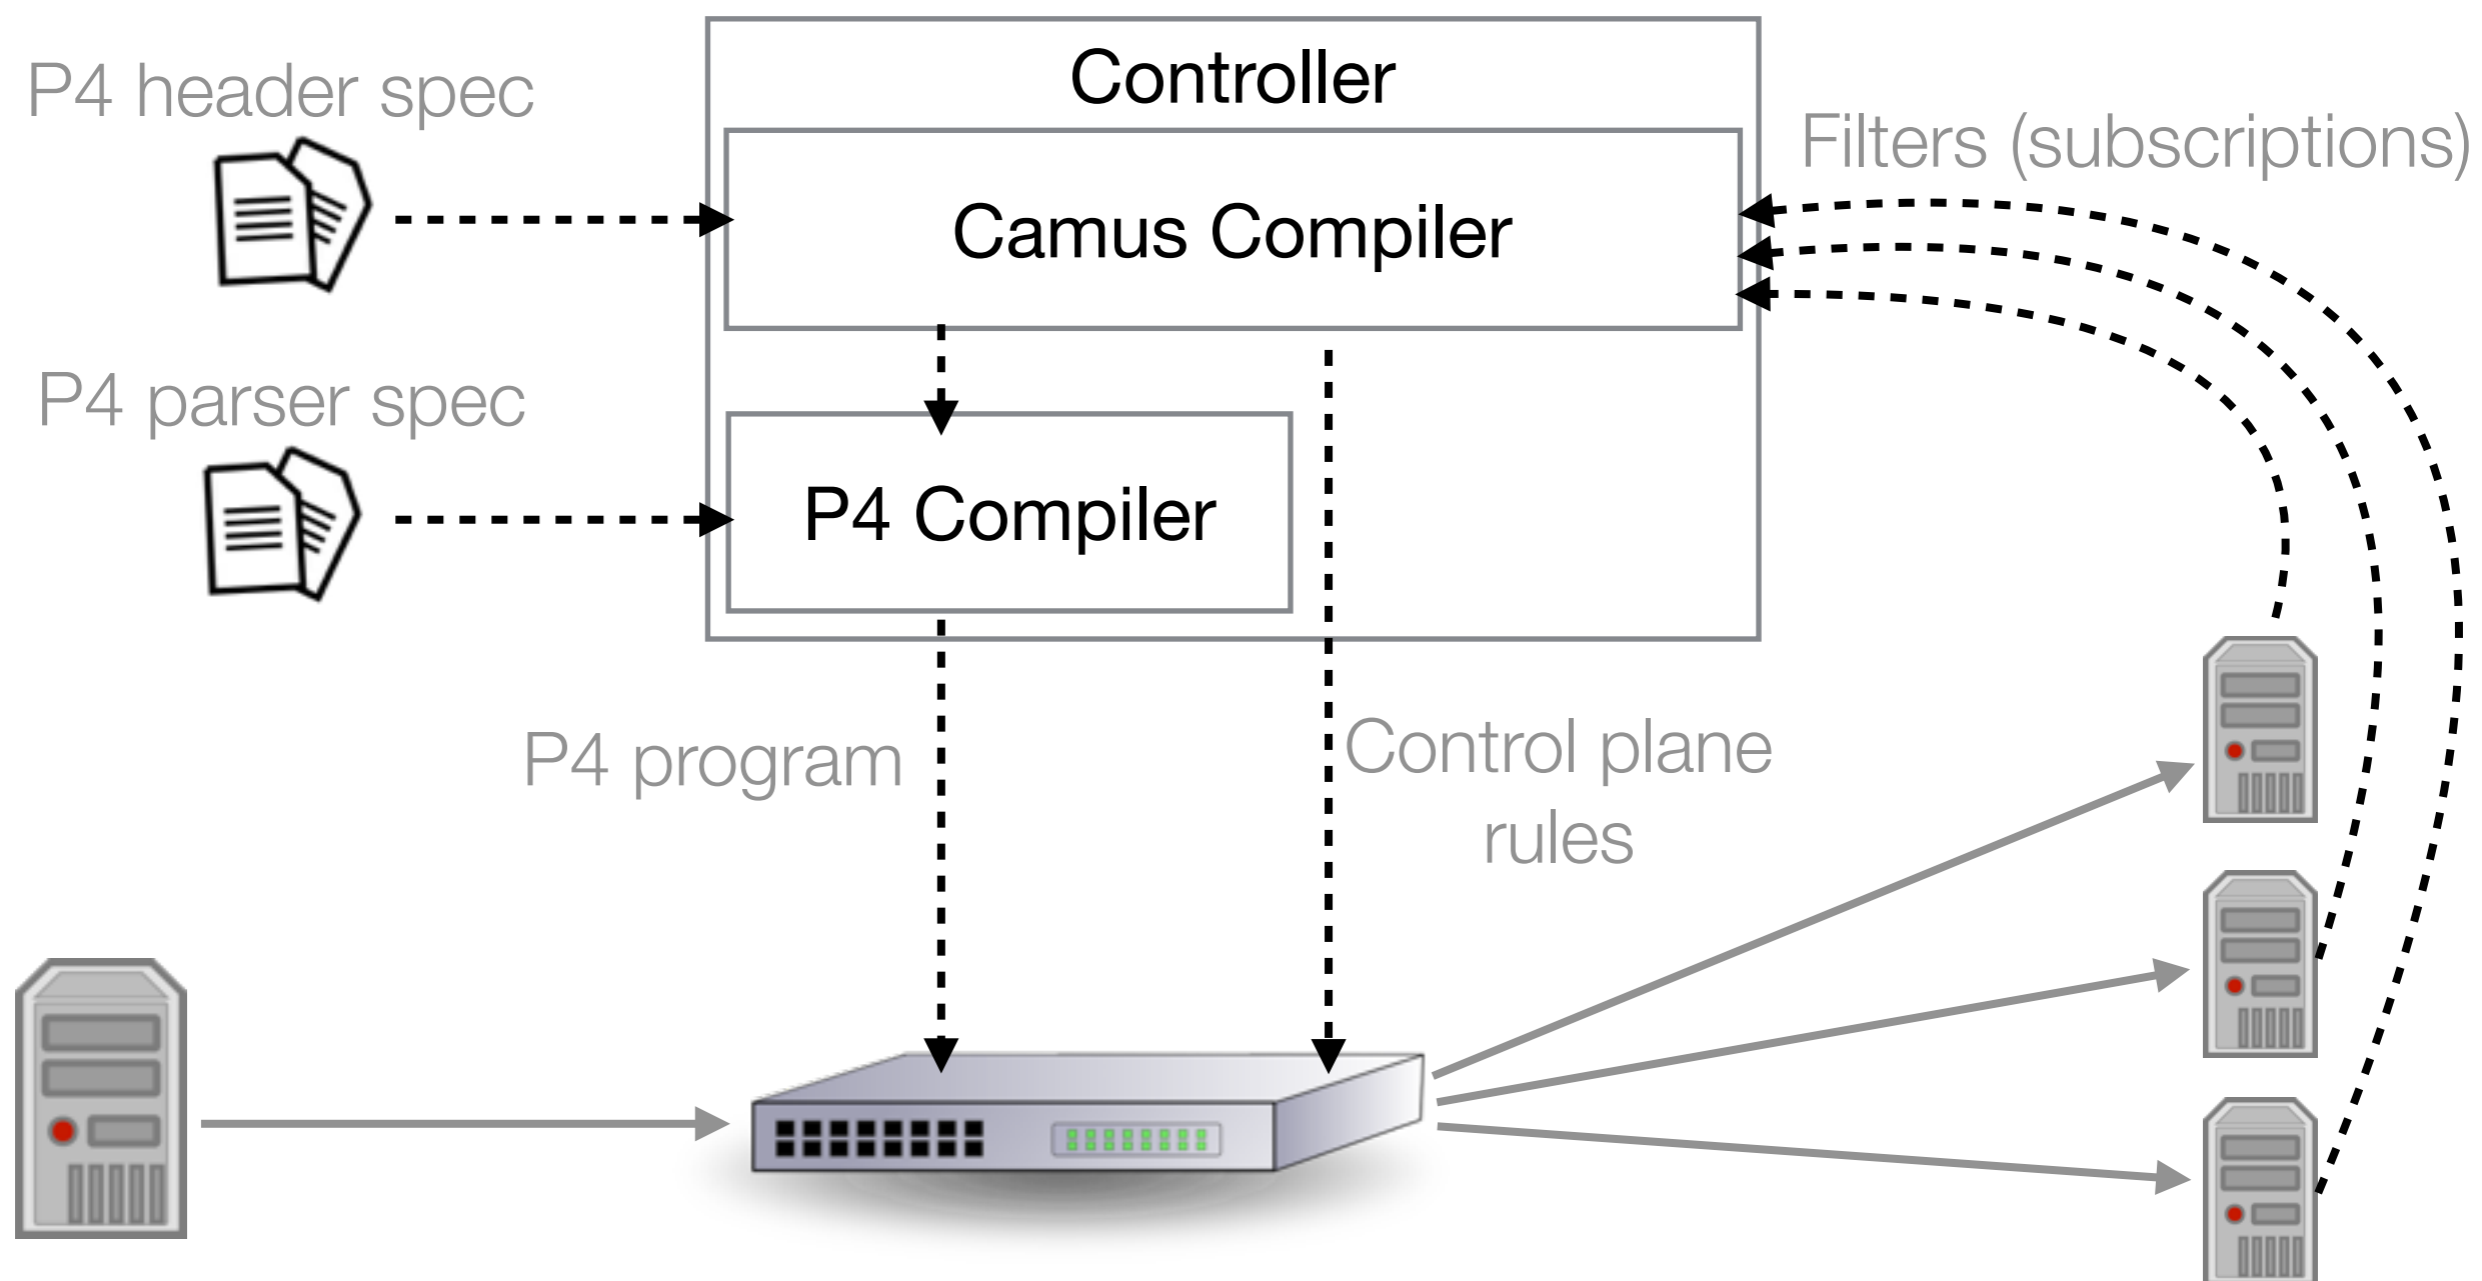 Controller
P4 header spec
Filters (subscriptions)
Camus Compiler
P4 parser spec
P4 Compiler
P4 program
Control plane
rules